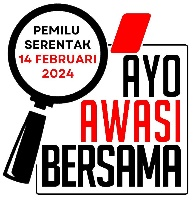 PEMILU
SERENTAK
14 FEBRUARI
2024
AYO
AWASI
BERSAMA